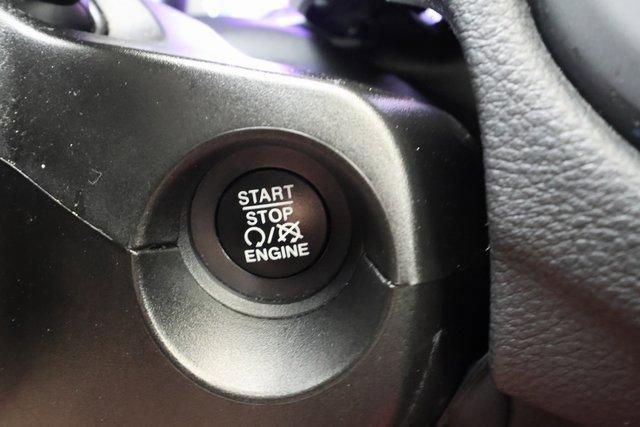 START
STOP
/
ENGINE